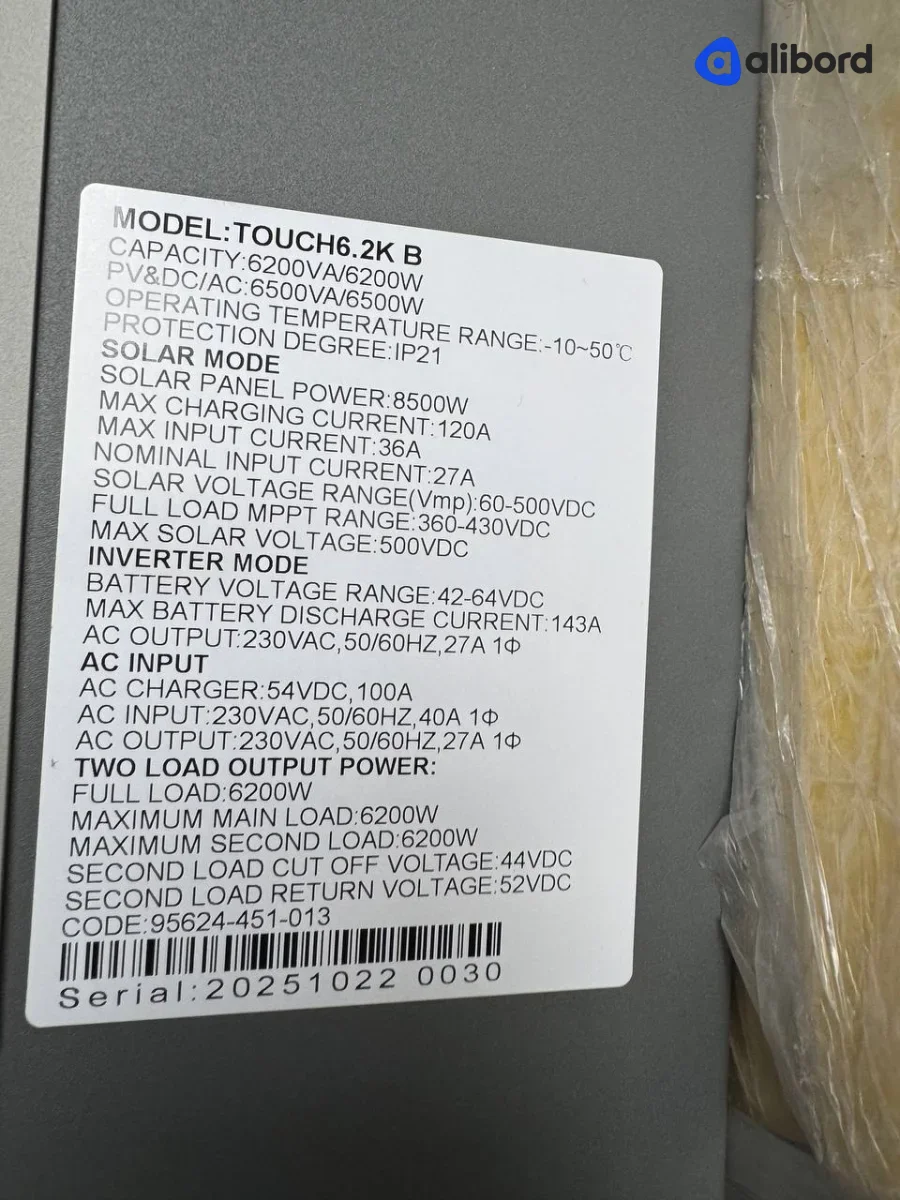 alibord
MODEL:TOUCH6.2K B
CAPACITY:6200VA/6200W
PV&DC/AC:6500VA/6500W
OPERATING TEMPERATURE RANGE:-10~50℃
PROTECTION DEGREE:IP21
SOLAR MODE
SOLAR PANEL POWER:8500W
MAX CHARGING CURRENT:120A
MAX INPUT CURRENT:36A
NOMINAL INPUT CURRENT:27A
SOLAR VOLTAGE RANGE(Vmp):60-500VDC
FULL LOAD MPPT RANGE:360-430VDC
MAX SOLAR VOLTAGE:500VDC
INVERTER MODE
BATTERY VOLTAGE RANGE:42-64VDC
MAX BATTERY DISCHARGE CURRENT:143A
AC OUTPUT:230VAC,50/60HZ,27A 1Φ
AC INPUT
AC CHARGER:54VDC,100A
AC INPUT:230VAC,50/60HZ,40A 1Φ
AC OUTPUT:230VAC,50/60HZ,27A 1Φ
TWO LOAD OUTPUT POWER:
FULL LOAD:6200W
MAXIMUM MAIN LOAD:6200W
MAXIMUM SECOND LOAD:6200W
SECOND LOAD CUT OFF VOLTAGE:44VDC
SECOND LOAD RETURN VOLTAGE:52VDC
CODE:95624-451-013
Serial:20251022 0030